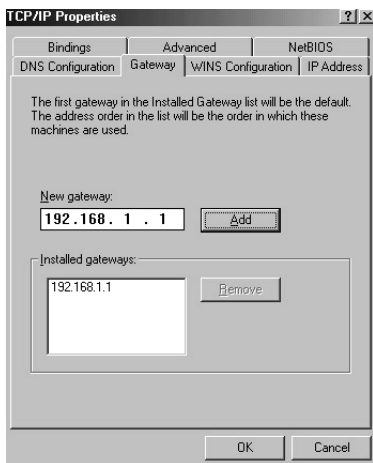 TCP/IP Properties
Bindings Advanced NetBIOS
DNS Configuration Gateway WINS Configuration IP Address
The first gateway in the Installed Gateway list will be the default.
The address order in the list will be the order in which these
machines are used.
New gateway:
192.168. 1 . 1 Add
Installed gateways:
192.168.1.1 Remove
OK Cancel